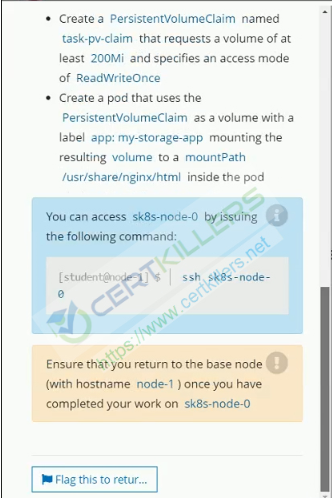 Create a PersistentVolumeClaim named
task-pv-claim that requests a volume of at
least 200Mi and specifies an access mode
of ReadWriteOnce
Create a pod that uses the
PersistentVolumeClaim as a volume with a
label app: my-storage-app mounting the
resulting volume to a mountPath
/usr/share/nginx/html inside the pod
You can access sk8s-node-0 by issuing
the following command:
[student@node-1] $ | ssh sk8s-node-
0
CERTKILLERS
https://www.certkillers.net
Ensure that you return to the base node
(with hostname node-1 ) once you have
completed your work on sk8s-node-0
Flag this to retur...